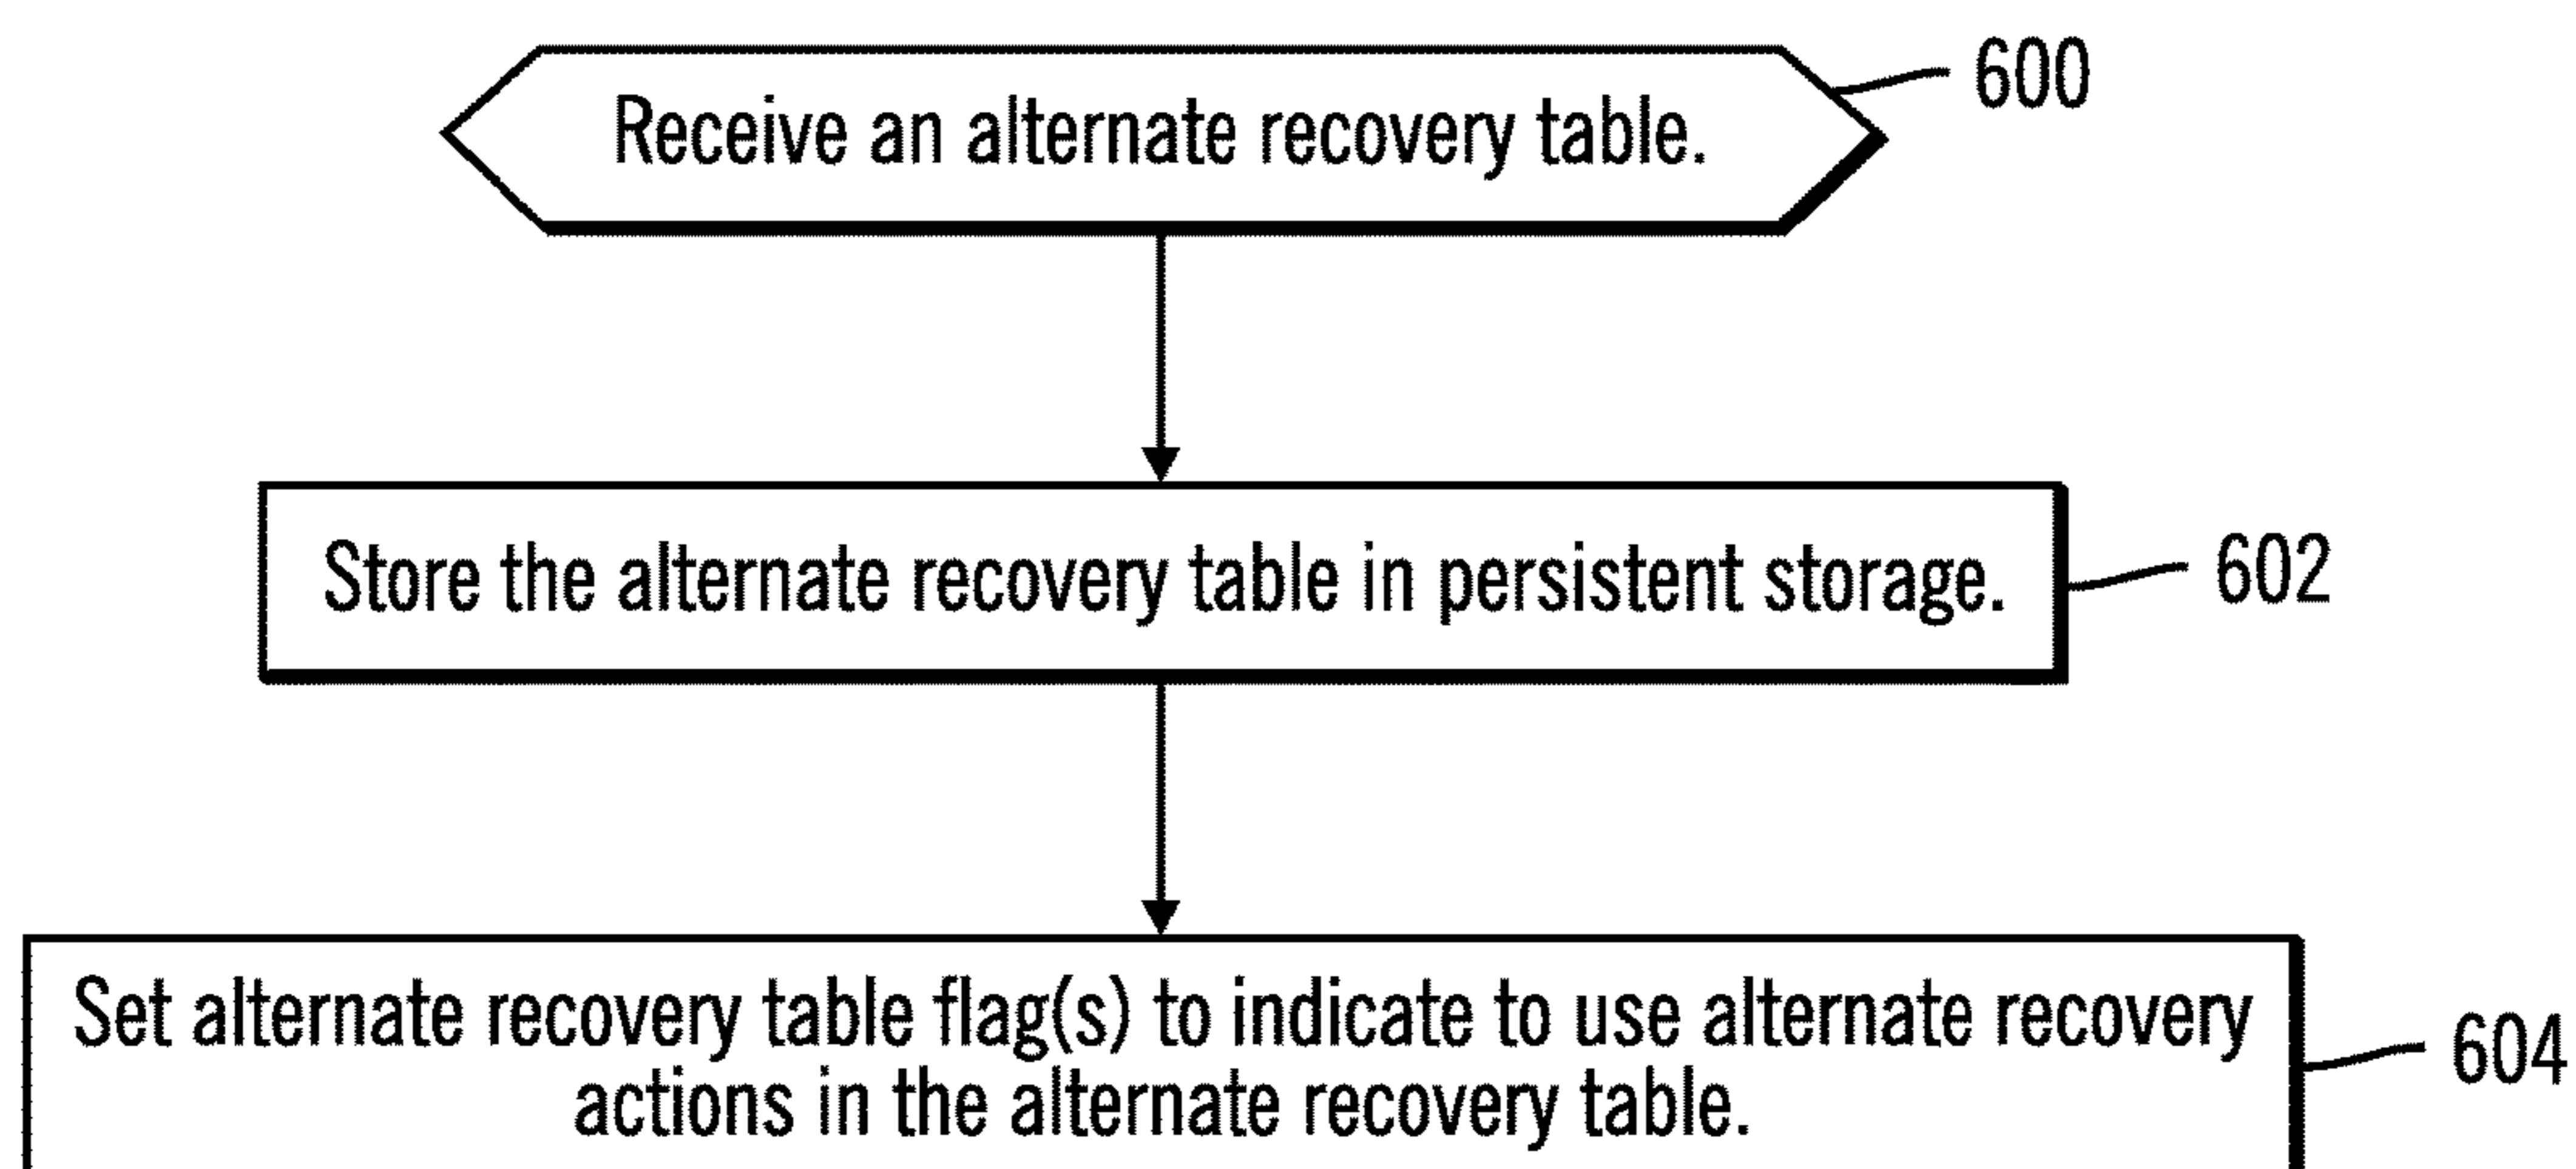 Receive an alternate recovery table.
600
Store the alternate recovery table in persistent storage.
602
Set alternate recovery table flag(s) to indicate to use alternate recovery
actions in the alternate recovery table.
604